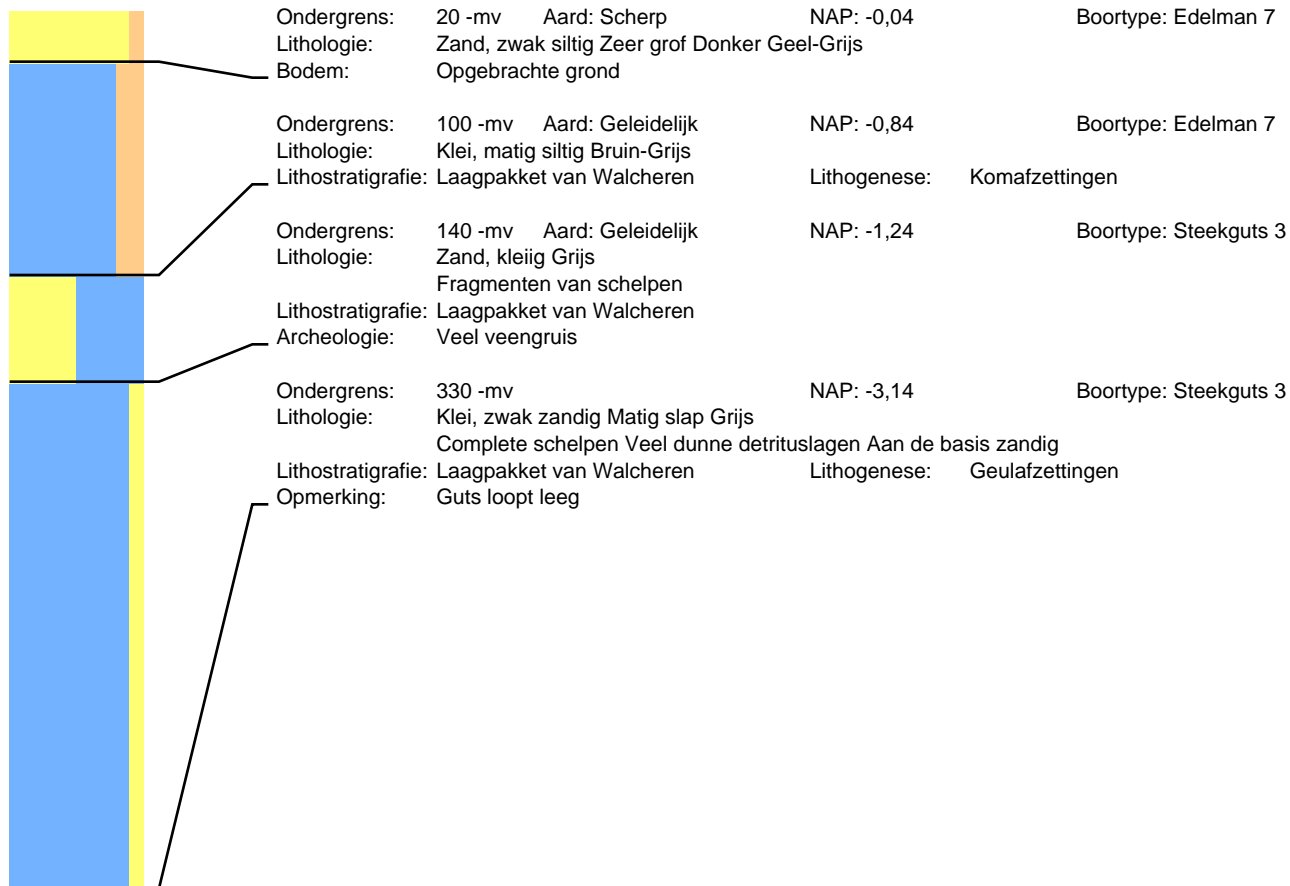 Ondergrens: 20 -mv Aard: Scherp NAP: -0,04 Boortype: Edelman 7
Lithologie: Zand, zwak siltig Zeer grof Donker Geel-Grijs
Bodem: Opgebrachte grond
Ondergrens: 100 -mv Aard: Geleidelijk NAP: -0,84 Boortype: Edelman 7
Lithologie: Klei, matig siltig Bruin-Grijs
Lithostratigrafie: Laagpakket van Walcheren Lithogenese: Komafzettingen
Ondergrens: 140 -mv Aard: Geleidelijk NAP: -1,24 Boortype: Steekguts 3
Lithologie: Zand, kleiig Grijs
Fragmenten van schelpen
Lithostratigrafie: Laagpakket van Walcheren
Archeologie: Veel veengruis
Ondergrens: 330 -mv NAP: -3,14 Boortype: Steekguts 3
Lithologie: Klei, zwak zandig Matig slap Grijs
Complete schelpen Veel dunne detrituslagen Aan de basis zandig
Lithostratigrafie: Laagpakket van Walcheren Lithogenese: Geulafzettingen
Opmerking: Guts loopt leeg